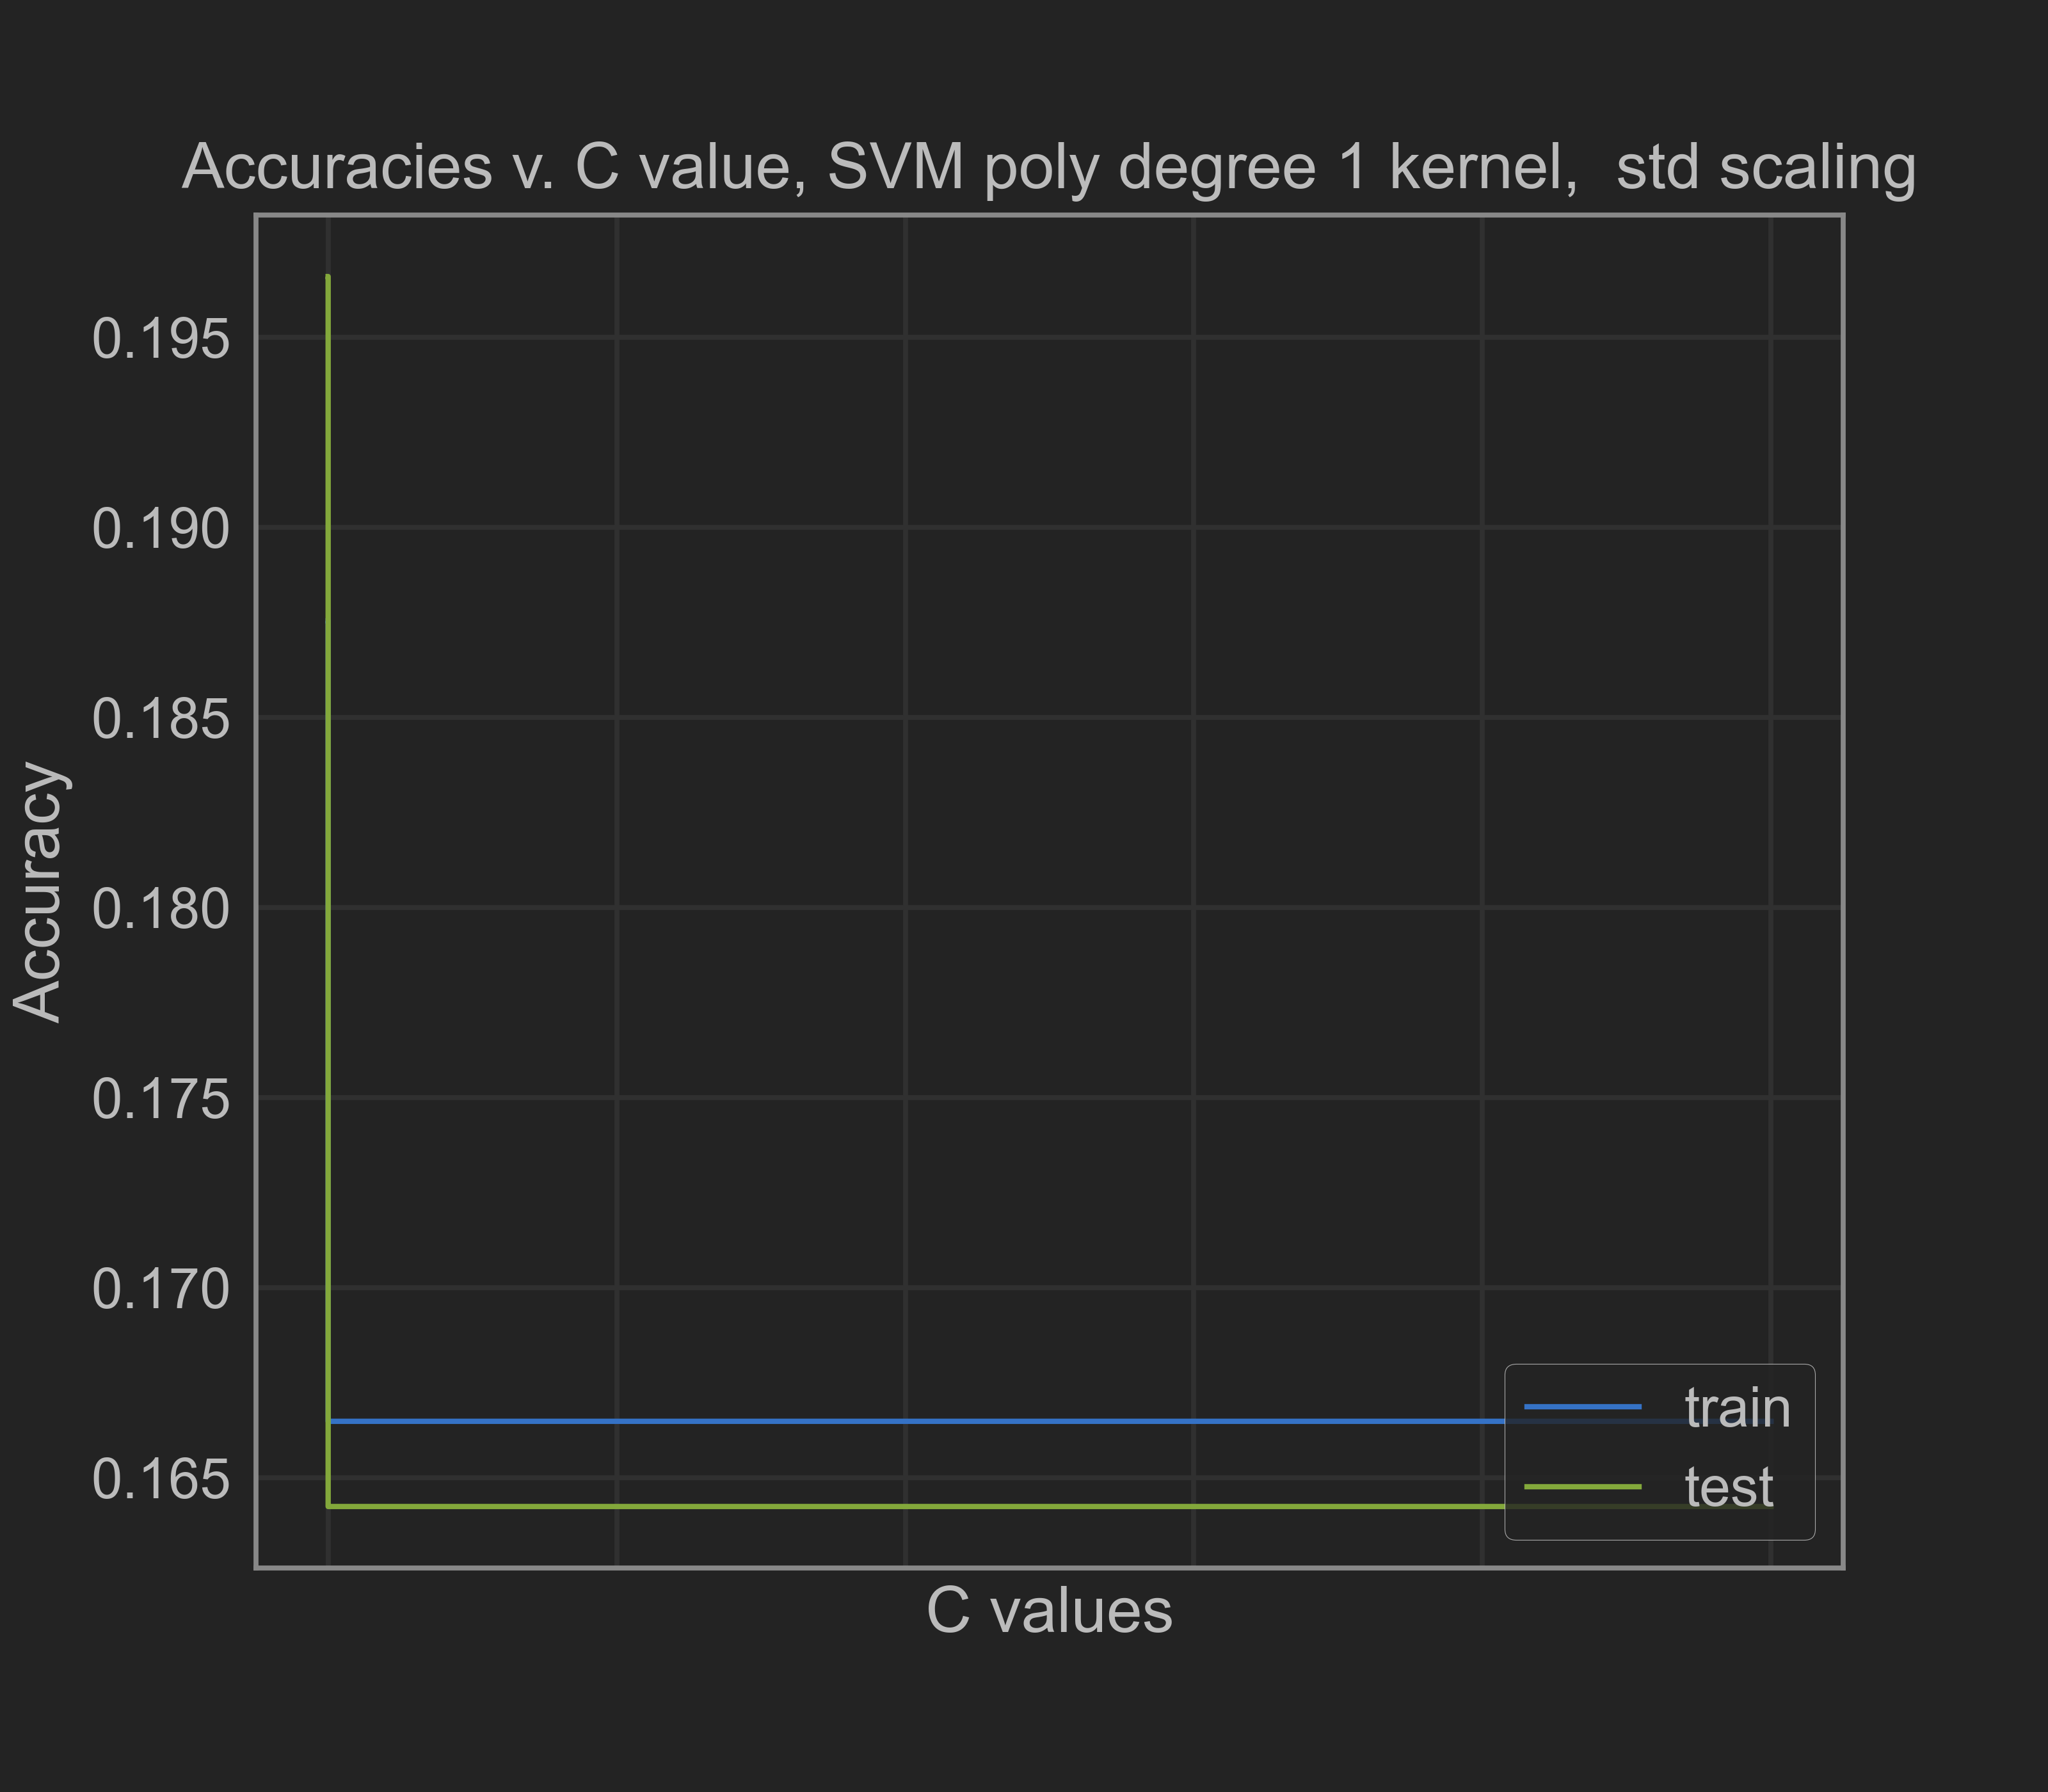 Accuracies v. C value, SVM poly degree 1 kernel,  std scaling
0.195
0.190
0.185
0.180
0.175
0.170
0.165
Accuracy
train
test
C values